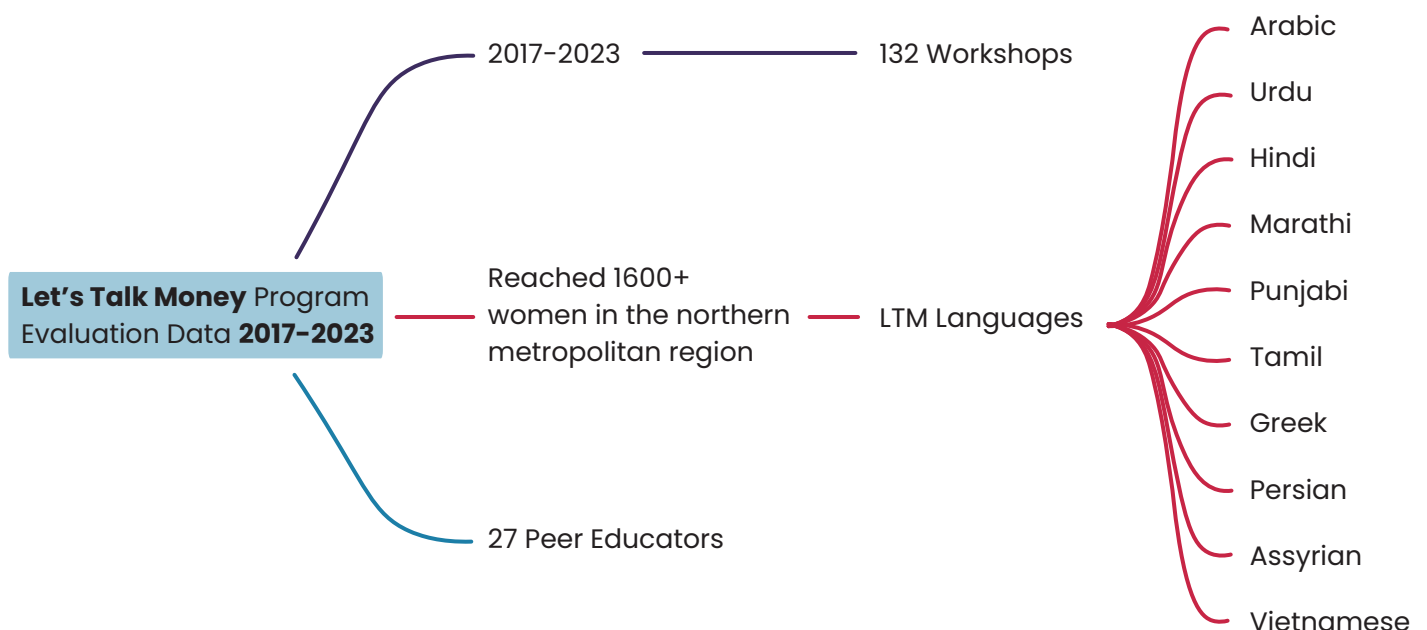 Let's Talk Money Program
Evaluation Data 2017-2023
2017-2023
132 Workshops
Reached 1600+
women in the northern
metropolitan region
LTM Languages
Arabic
Urdu
Hindi
Marathi
Punjabi
Tamil
Greek
Persian
Assyrian
Vietnamese
27 Peer Educators